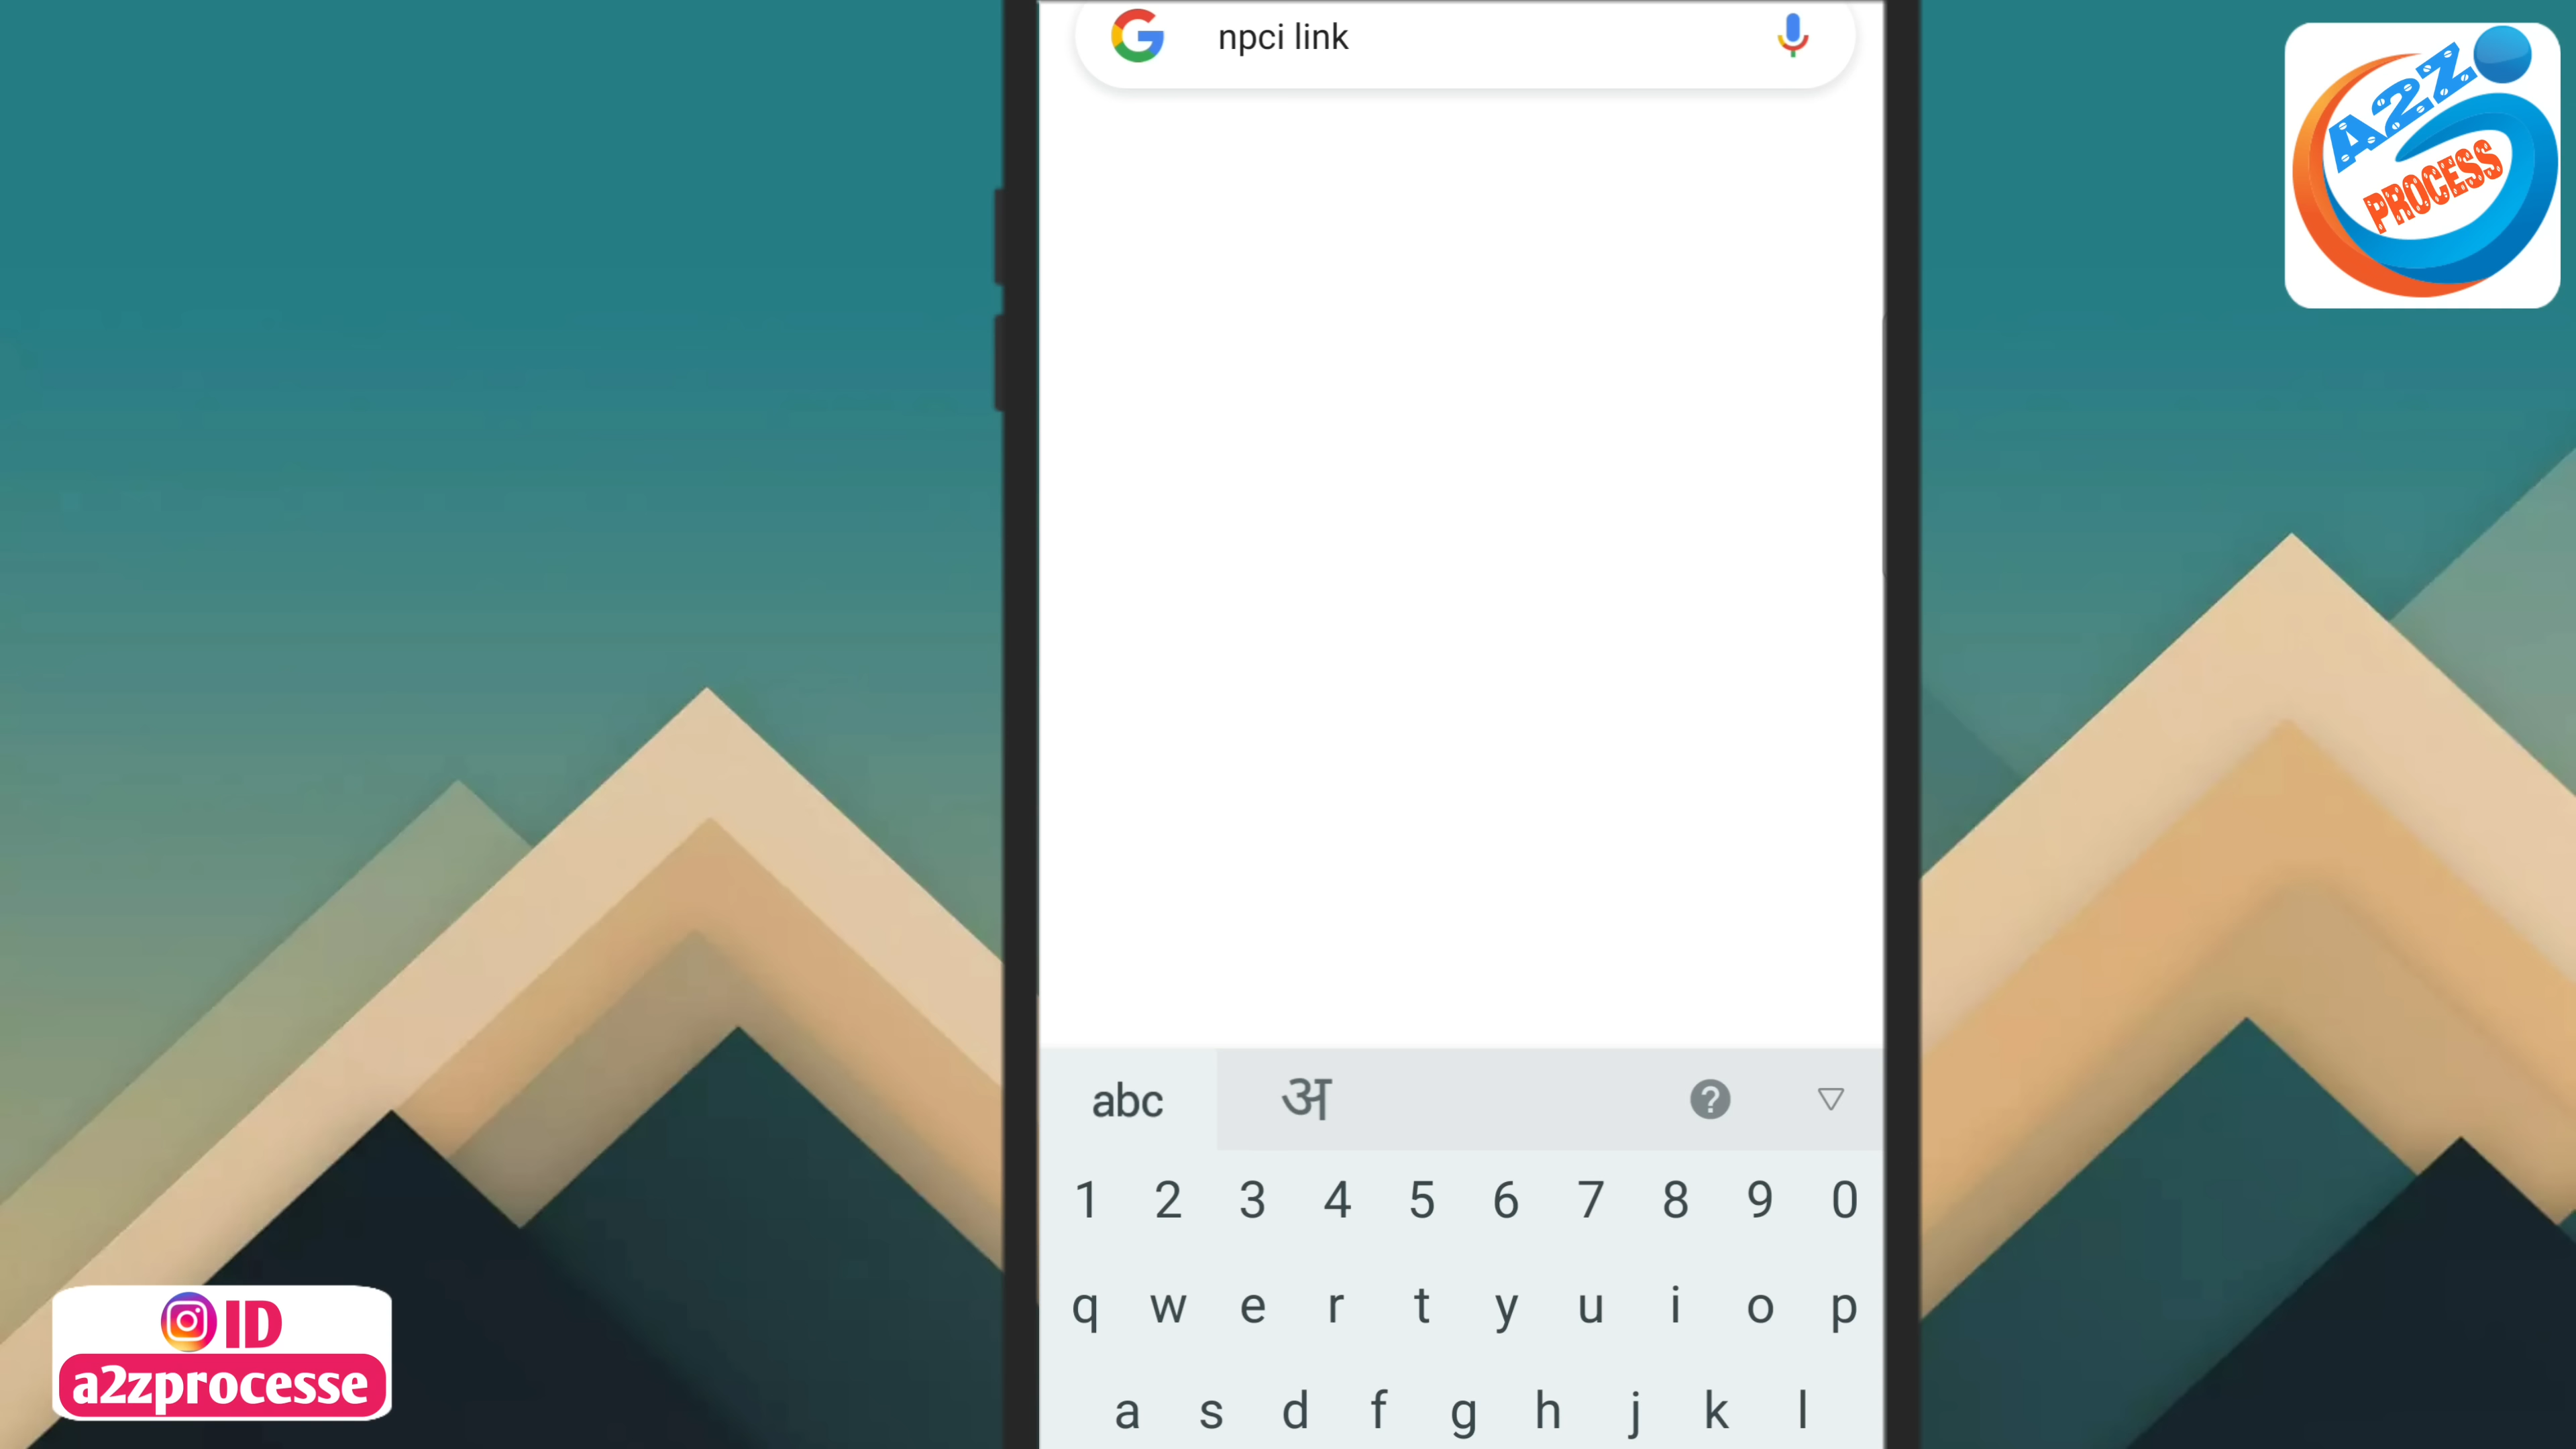 npci link
A2Z
PROCESS
abc अ ?
1 2 3 4 5 6 7 8 9 0
q w e r t y u i o p
a s d f g h j k l
ID
a2zprocesse